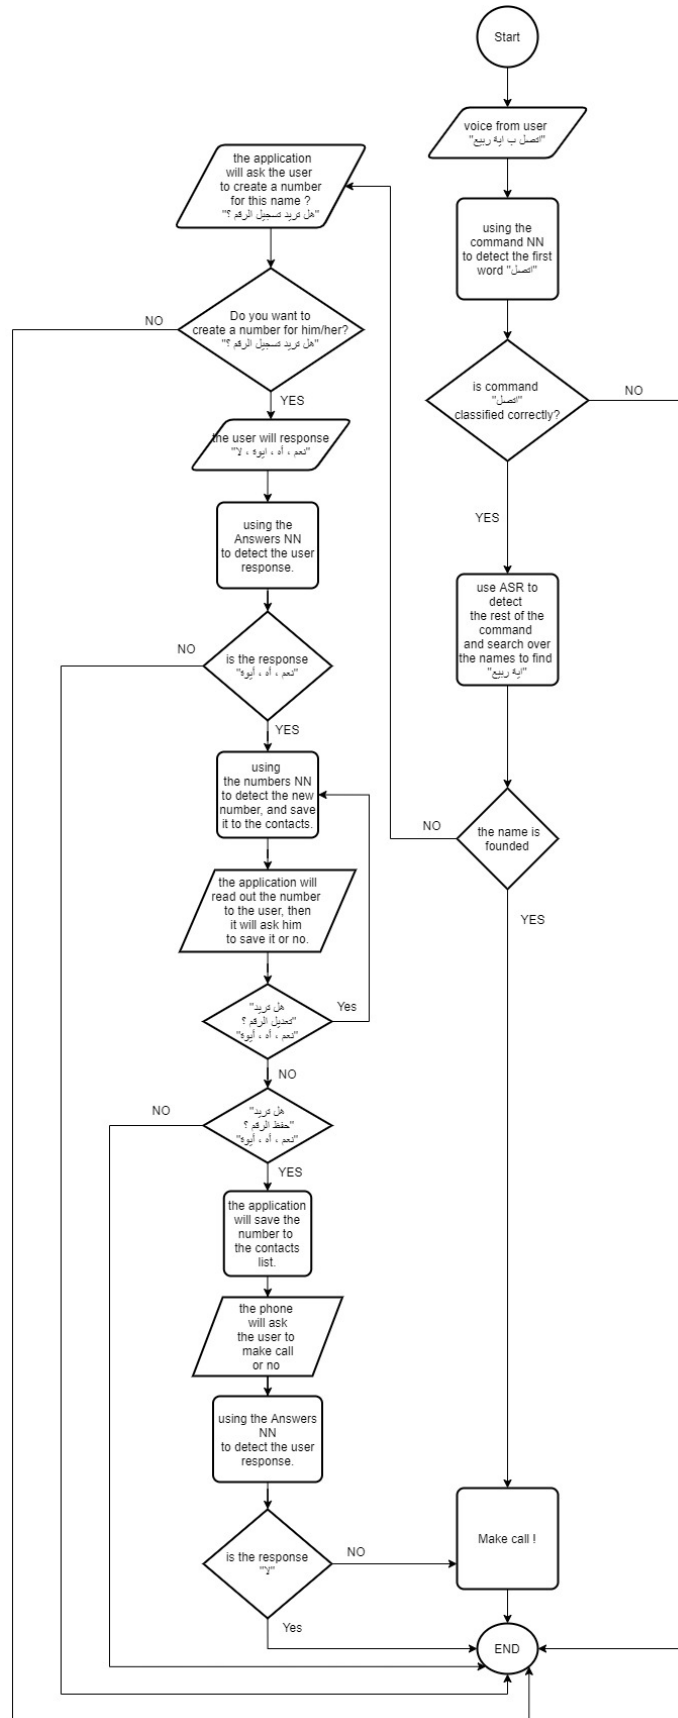 Start
voice from user
"اتصل ب اية ربيع"
using the
command NN
to detect the first
word "اتصل"
is command
"اتصل"
classified correctly?
NO
YES
use ASR to
detect
the rest of the
command
and search over
the names to find
"اية ربيع"
the name is
founded
NO
YES
the application
will ask the user
to create a number
for this name ?
"هل تريد تسجيل الرقم ؟"
Do you want to
create a number for him/her?
"هل تريد تسجيل الرقم ؟"
NO
YES
the user will response
"نعم ، أه ، ايوة ، لا"
using the
Answers NN
to detect the user
response.
is the response
"نعم ، أه ، أيوة"
NO
YES
using
the numbers NN
to detect the new
number, and save
it to the contacts.
the application will
read out the number
to the user, then
it will ask him
to save it or no.
هل تريد"
"تعديل الرقم ؟
"نعم ، أه ، أيوة"
Yes
NO
هل تريد"
"حفظ الرقم ؟
"نعم ، أه ، أيوة"
NO
YES
the application
will save the
number to
the contacts
list.
the phone
will ask
the user to
make call
or no
using the Answers
NN
to detect the user
response.
is the response
"لا"
NO
Yes
Make call !
END